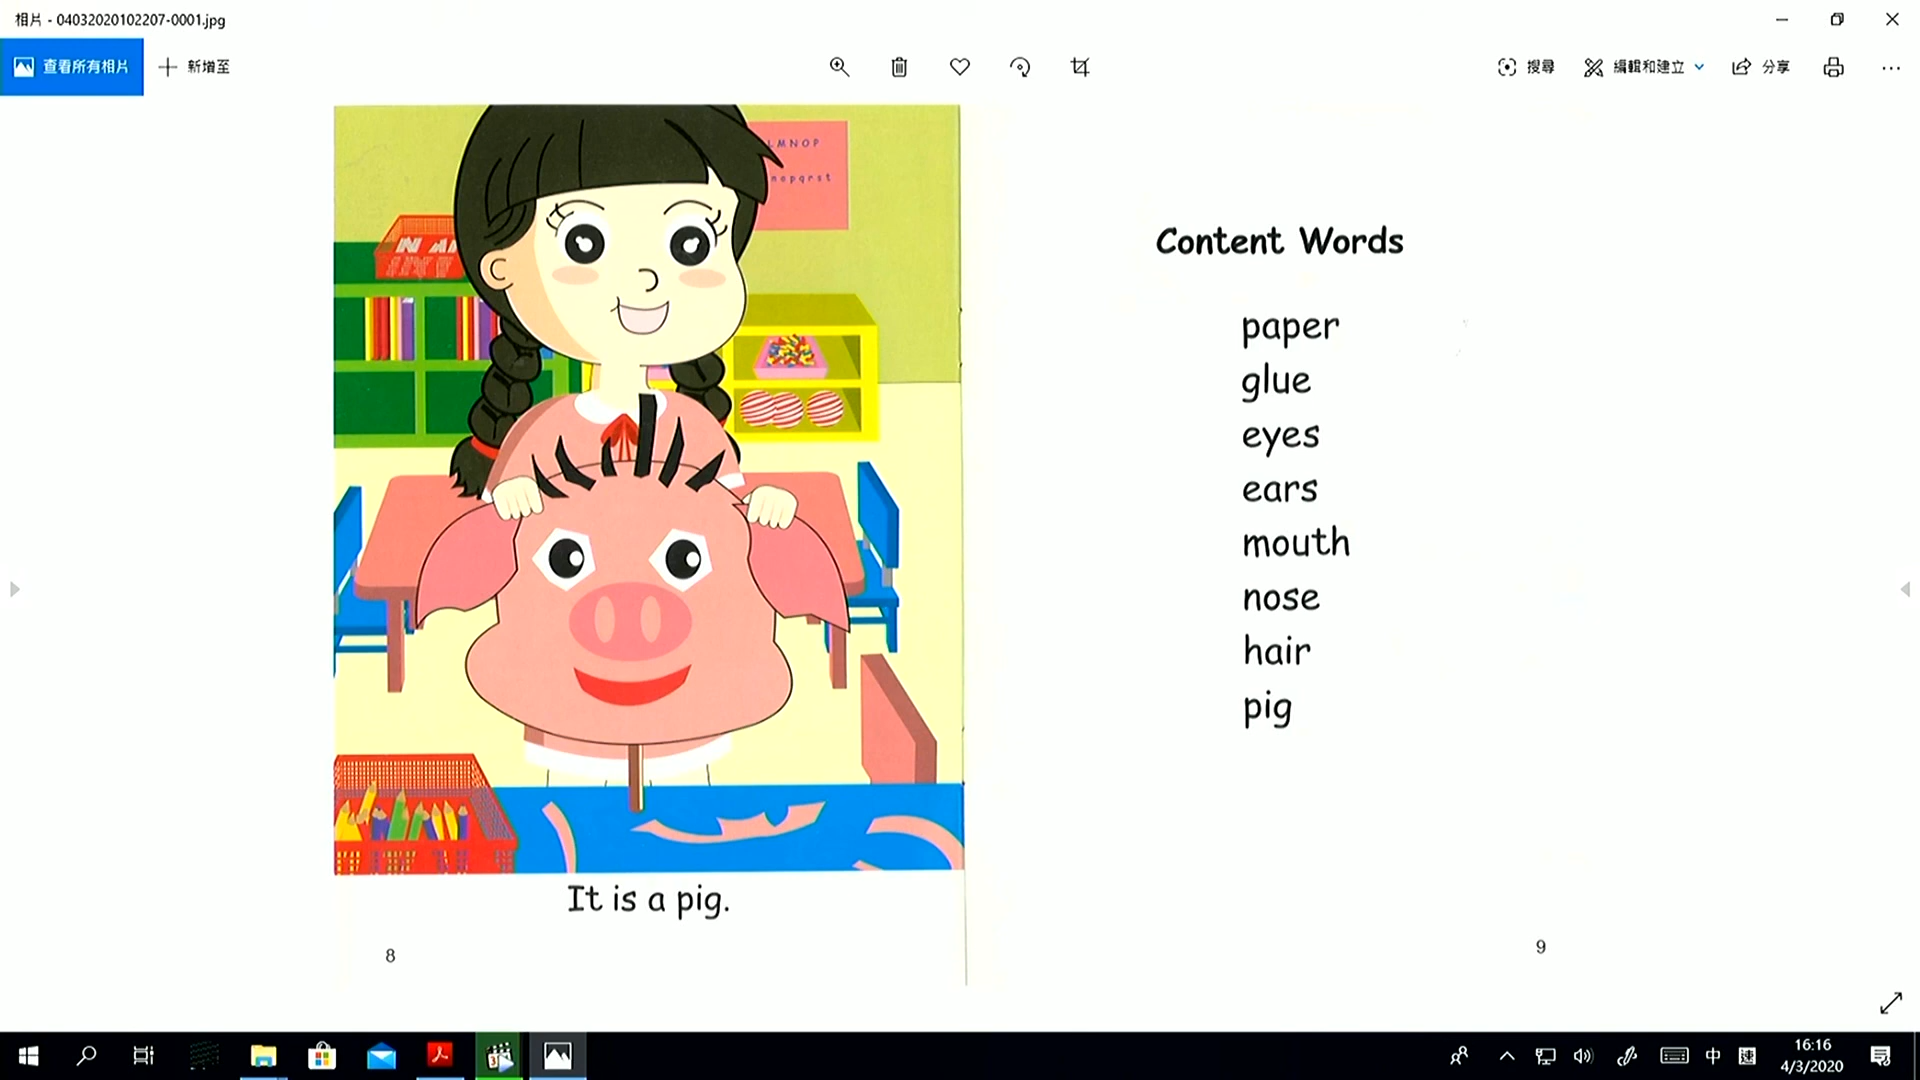 相片 - 04032020102207-0001.jpg
查看所有相片
新增至
搜尋
編輯和建立
分享
LMNOP
nopqrst
It is a pig.
8
Content Words
paper
glue
eyes
ears
mouth
nose
hair
pig
9
中
16:16
4/3/2020